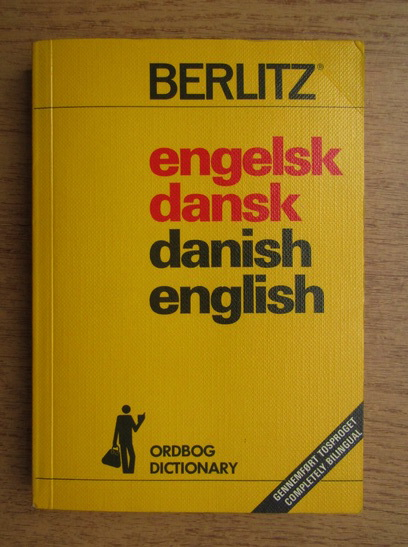 BERLITZ®
engelsk
dansk
danish
english
ORDBOG
DICTIONARY
GENNEMFØRT TOSPROGET
COMPLETELY BILINGUAL